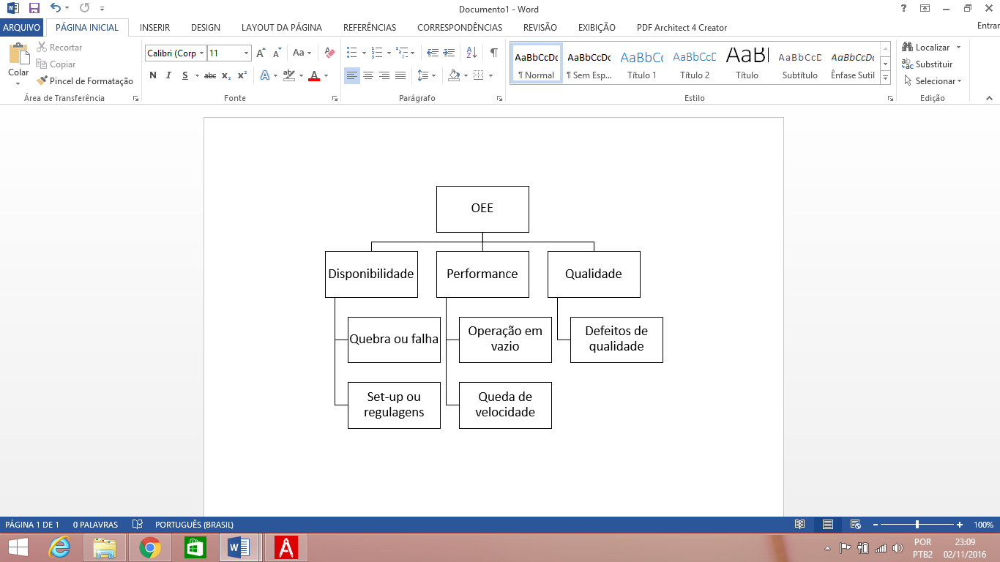 Documento1 - Word
ARQUIVO PÁGINA INICIAL INSERIR DESIGN LAYOUT DA PÁGINA REFERÊNCIAS CORRESPONDÊNCIAS REVISÃO EXIBIÇÃO PDF Architect 4 Creator Entrar
Colar
Recortar
Copiar
Pincel de Formatação
Área de Transferência
Calibri (Corp 11
Aa
N I S abc x₂ x² A A
Fonte
Parágrafo
AaBbCcDc AaBbCcDc AaBbCc AaBbCcD AaB AaBbCcD AaBbCcDc
¶ Normal ¶ Sem Esp... Título 1 Título 2 Título Subtítulo Ênfase Sutil
Estilo
Localizar
Substituir
Selecionar
Edição
OEE
Disponibilidade Performance Qualidade
Quebra ou falha
Operação em
vazio
Defeitos de
qualidade
Set-up ou
regulagens
Queda de
velocidade
PÁGINA 1 DE 1 0 PALAVRAS PORTUGUÊS (BRASIL) 100%
POR 23:09
PTB2 02/11/2016